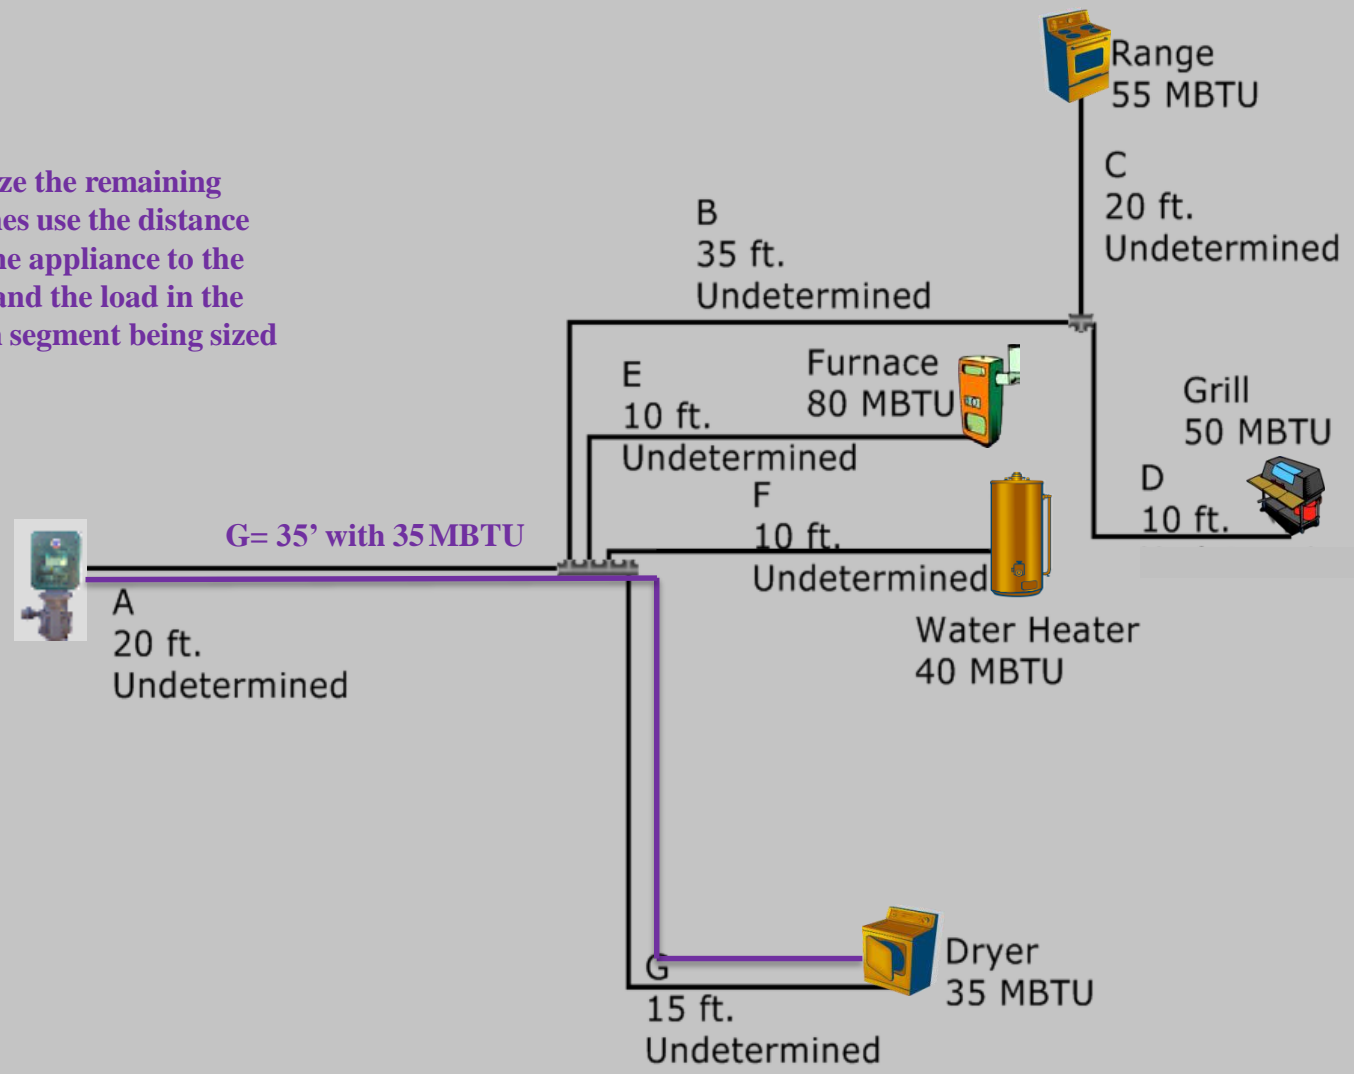 Range
55 MBTU
C
20 ft.
Undetermined
ze the remaining
nes use the distance
he appliance to the
and the load in the
n segment being sized
B
35 ft.
Undetermined
Furnace
80 MBTU
E
10 ft.
Undetermined
Grill
50 MBTU
D
10 ft.
F
10 ft.
Undetermined
G= 35’ with 35 MBTU
A
20 ft.
Undetermined
Water Heater
40 MBTU
Dryer
35 MBTU
G
15 ft.
Undetermined